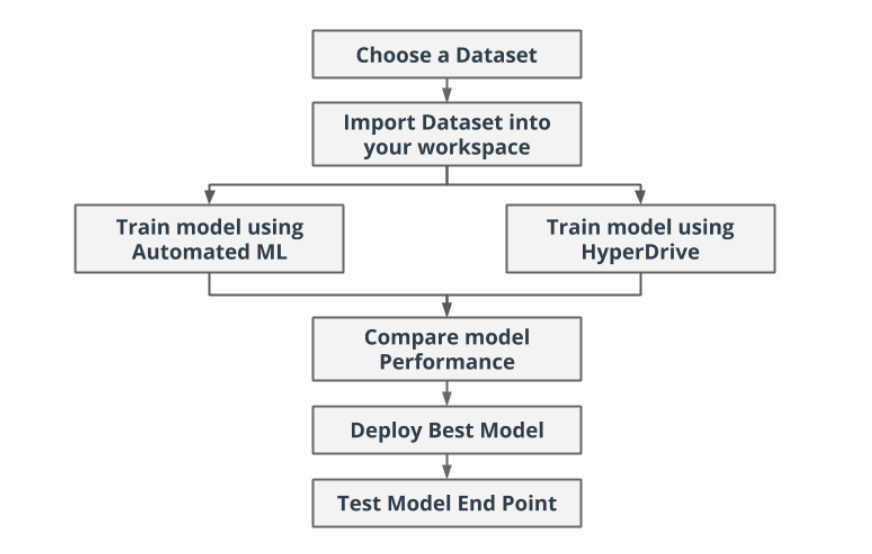 Choose a Dataset
Import Dataset into
your workspace
Train model using
Automated ML
Train model using
HyperDrive
Compare model
Performance
Deploy Best Model
Test Model End Point